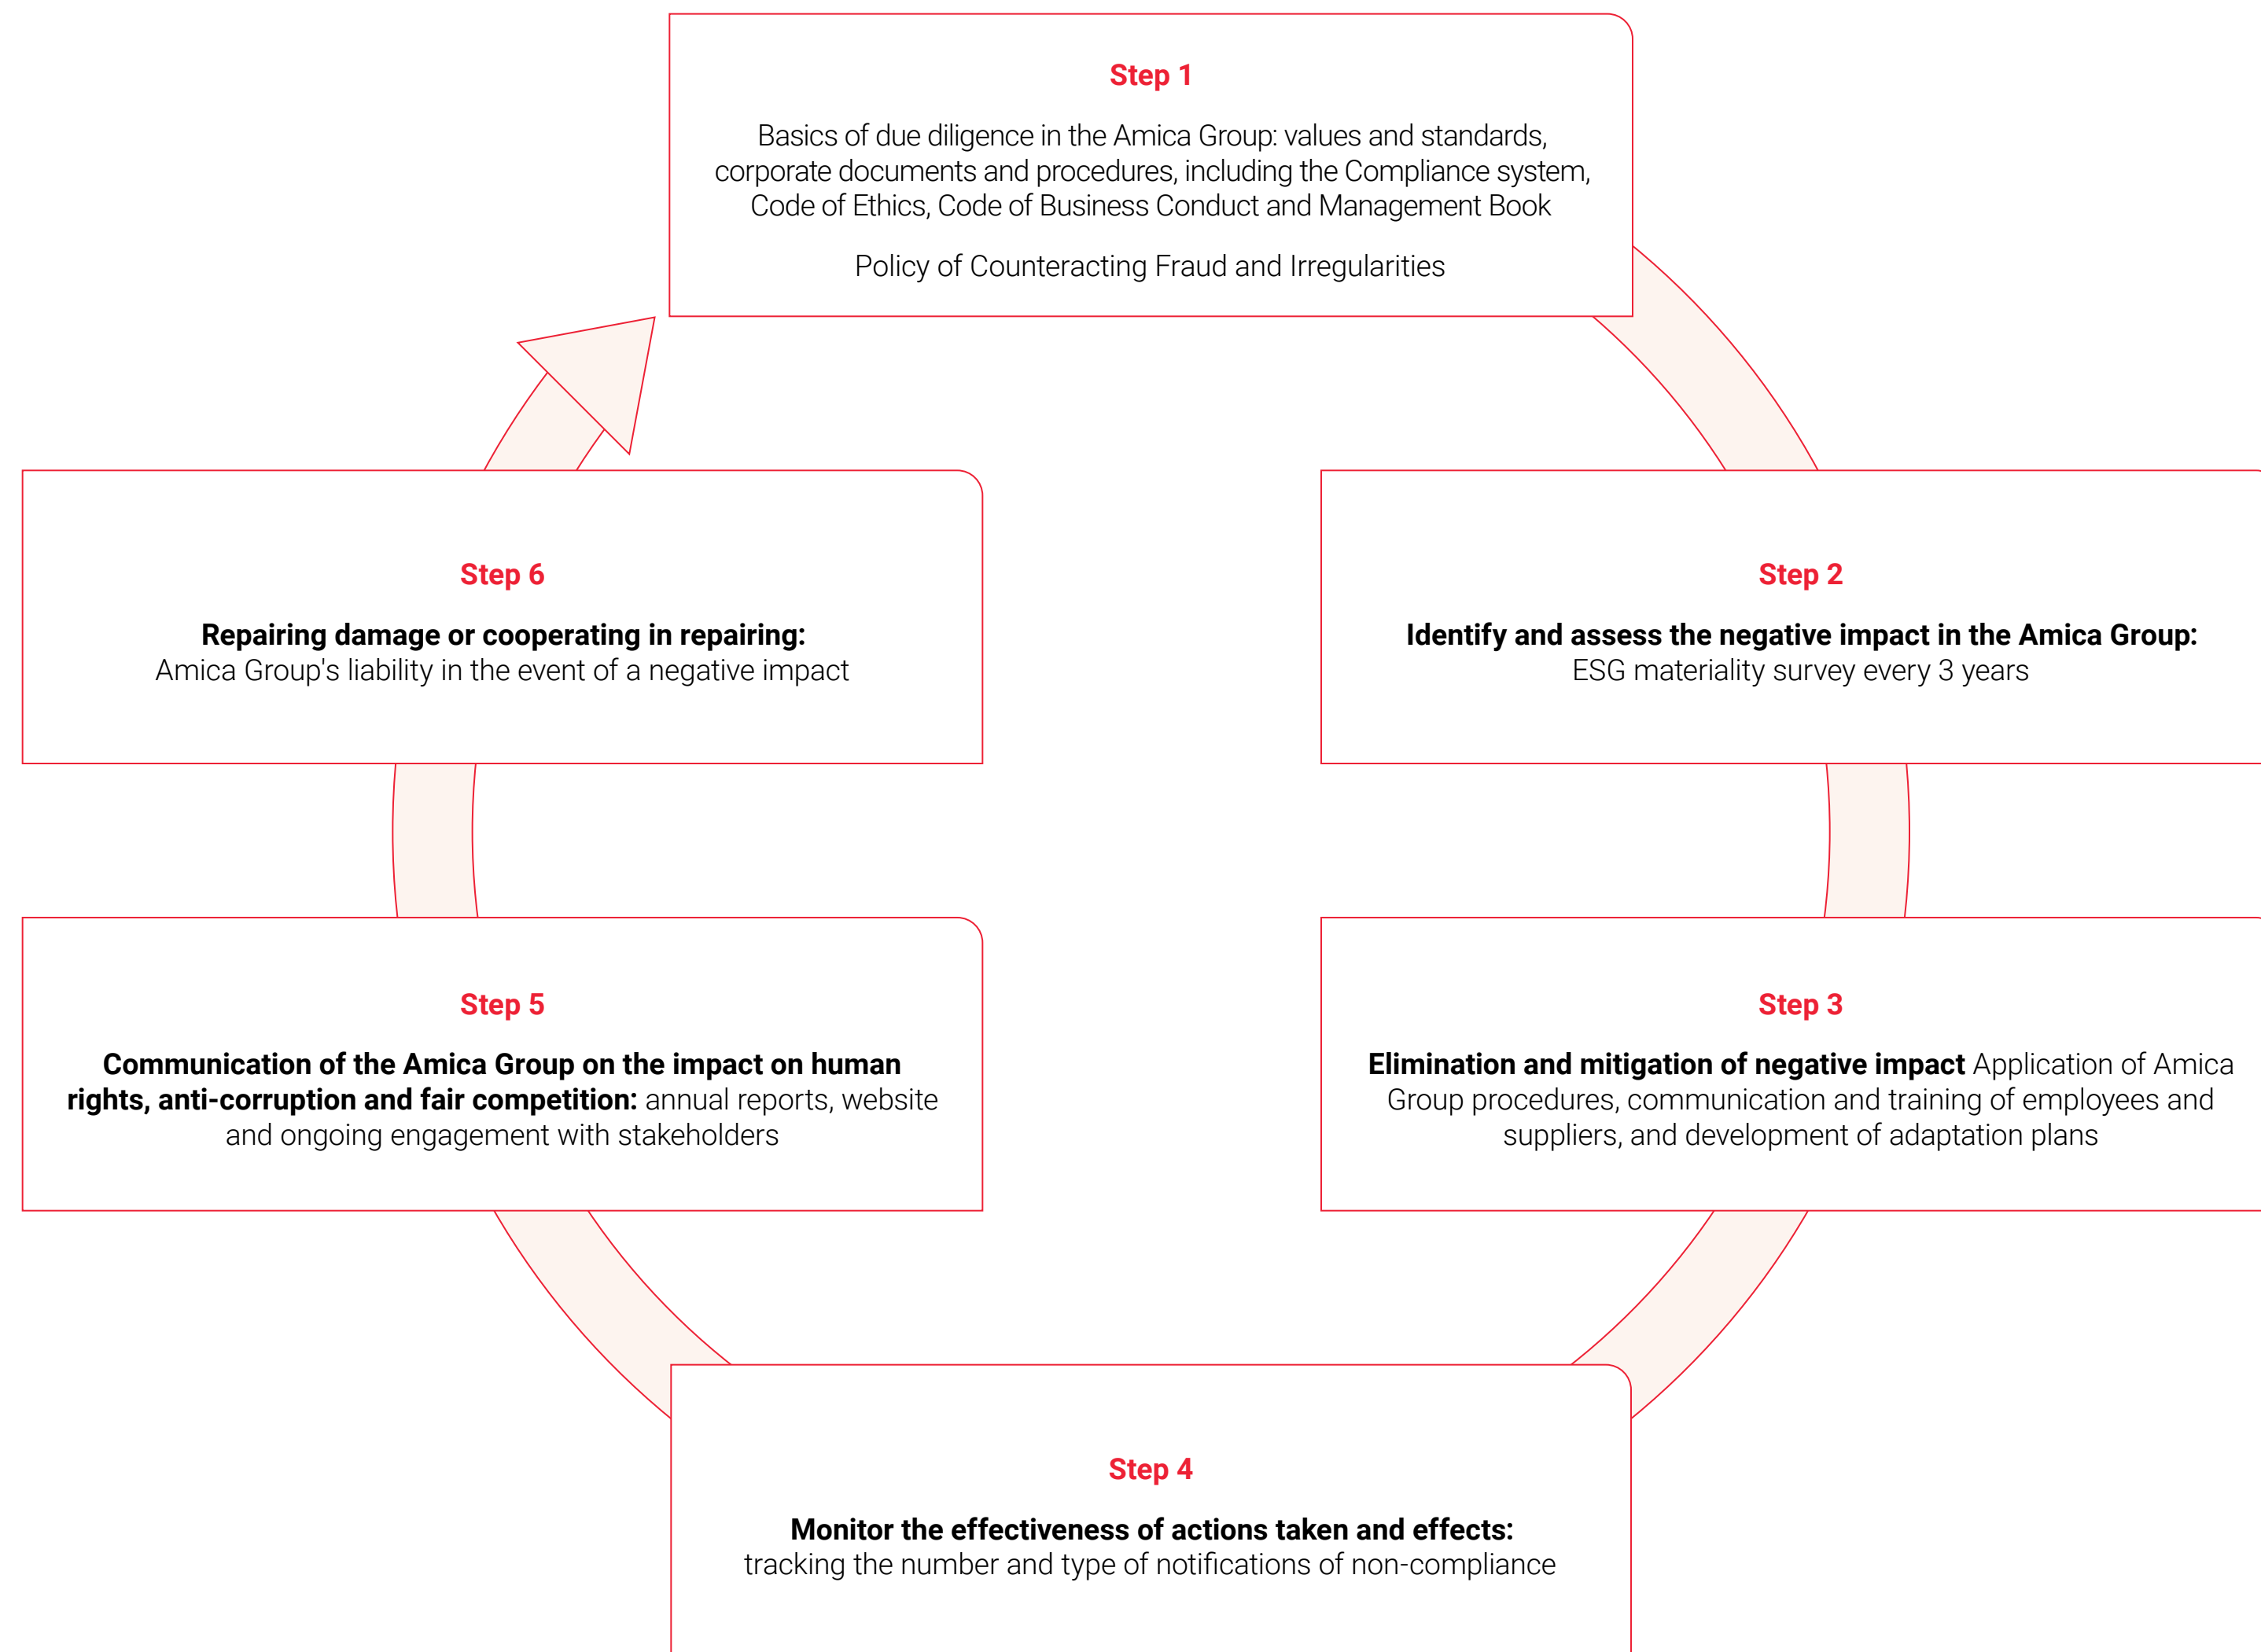 Step 1
Basics of due diligence in the Amica Group: values and standards,
corporate documents and procedures, including the Compliance system,
Code of Ethics, Code of Business Conduct and Management Book
Policy of Counteracting Fraud and Irregularities
Step 2
Identify and assess the negative impact in the Amica Group:
ESG materiality survey every 3 years
Step 3
Elimination and mitigation of negative impact Application of Amica
Group procedures, communication and training of employees and
suppliers, and development of adaptation plans
Step 4
Monitor the effectiveness of actions taken and effects:
tracking the number and type of notifications of non-compliance
Step 5
Communication of the Amica Group on the impact on human
rights, anti-corruption and fair competition: annual reports, website
and ongoing engagement with stakeholders
Step 6
Repairing damage or cooperating in repairing:
Amica Group's liability in the event of a negative impact